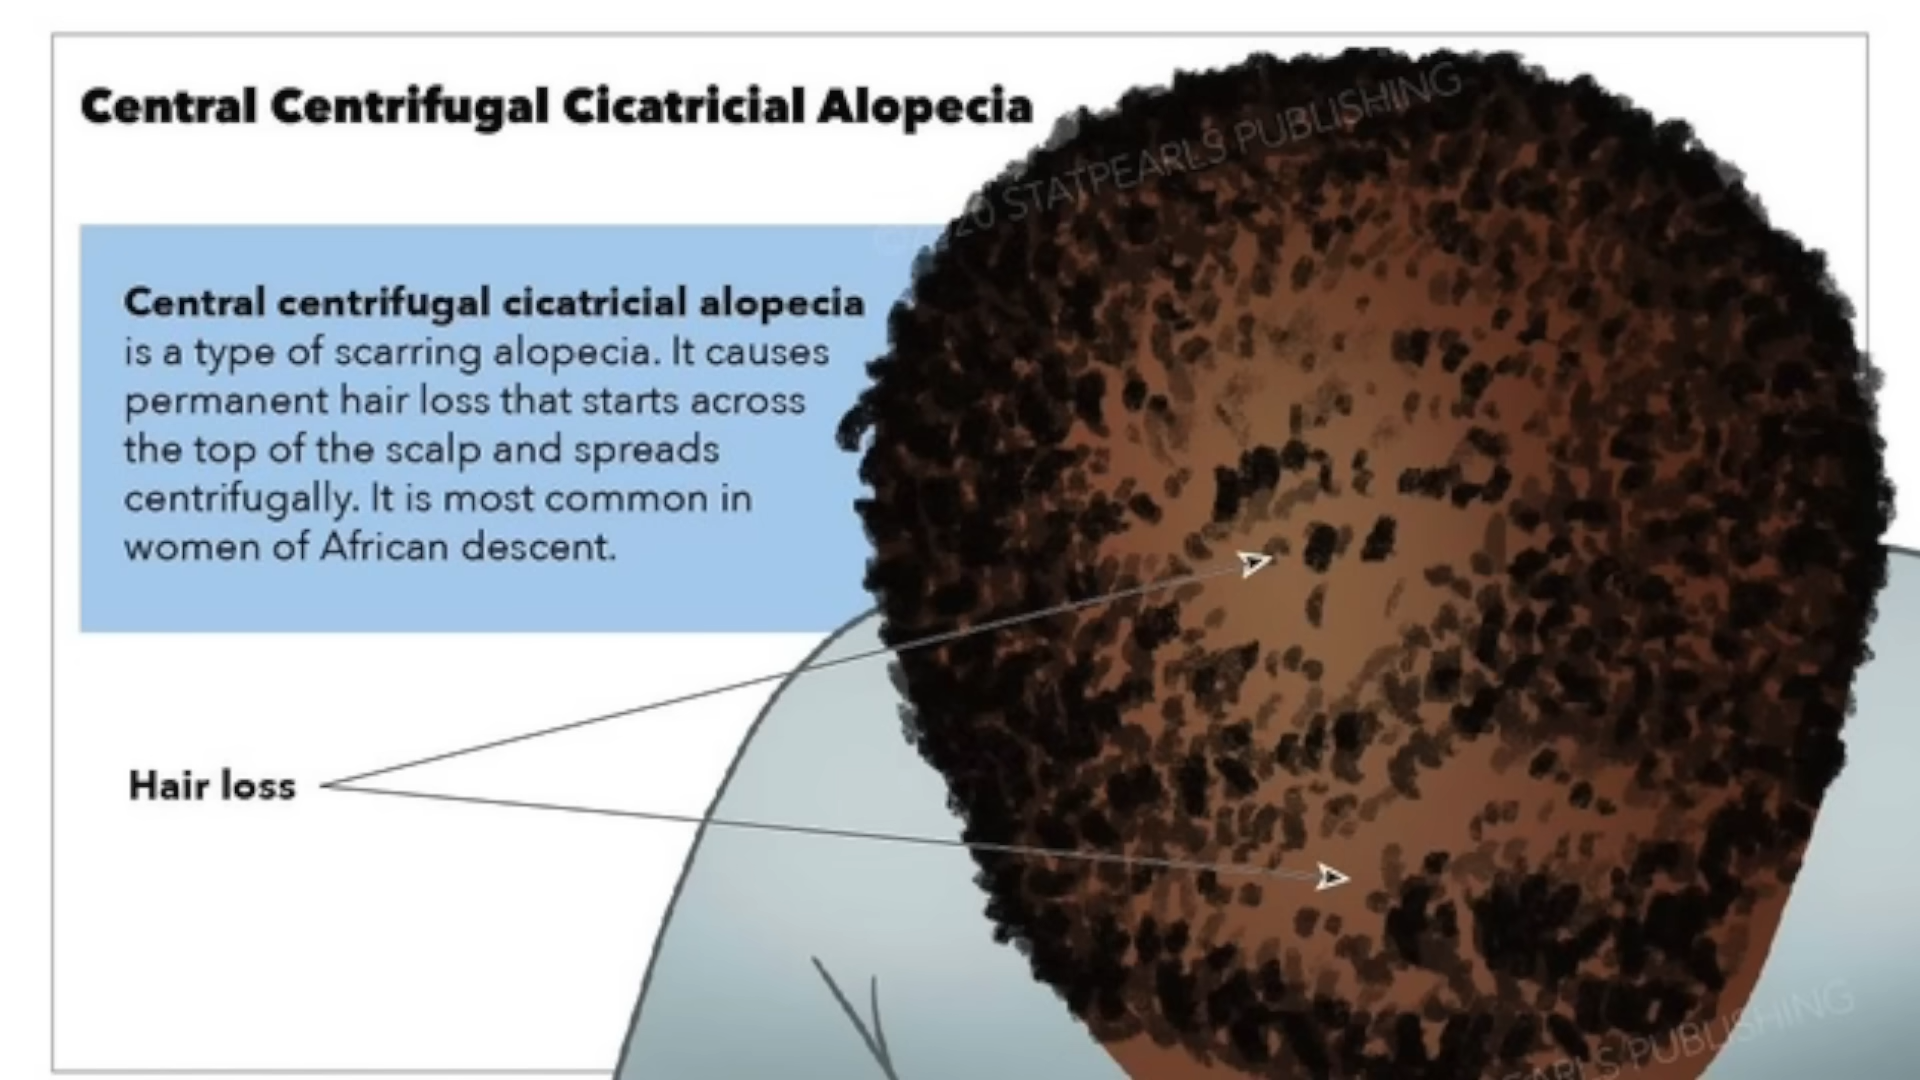 Central Centrifugal Cicatricial Alopecia
©2020 STATPEARLS PUBLISHING
Central centrifugal cicatricial alopecia
is a type of scarring alopecia. It causes
permanent hair loss that starts across
the top of the scalp and spreads
centrifugally. It is most common in
women of African descent.
Hair loss
PUBLISHING